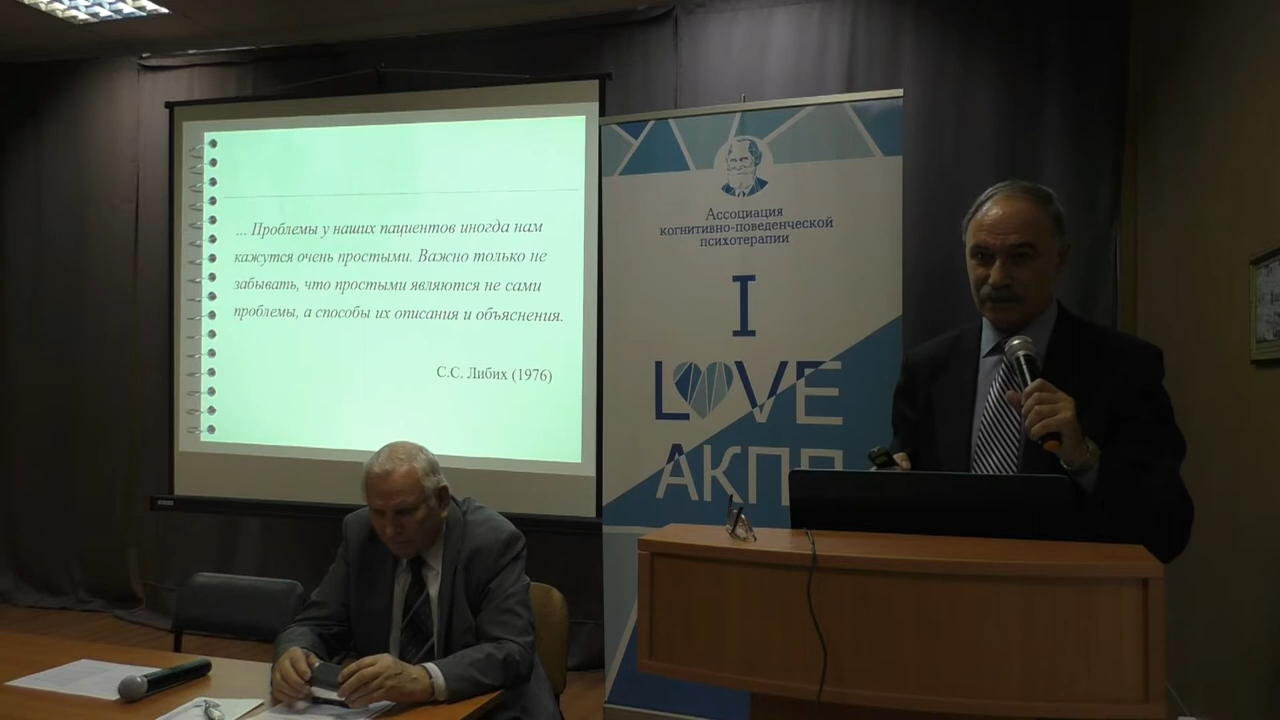 ... Проблемы у наших пациентов иногда нам
кажутся очень простыми. Важно только не
забывать, что простыми являются не сами
проблемы, а способы их описания и объяснения.
С.С. Либих (1976)
Ассоциация
когнитивно-поведенческой
психотерапии
I
LOVE
АКПП